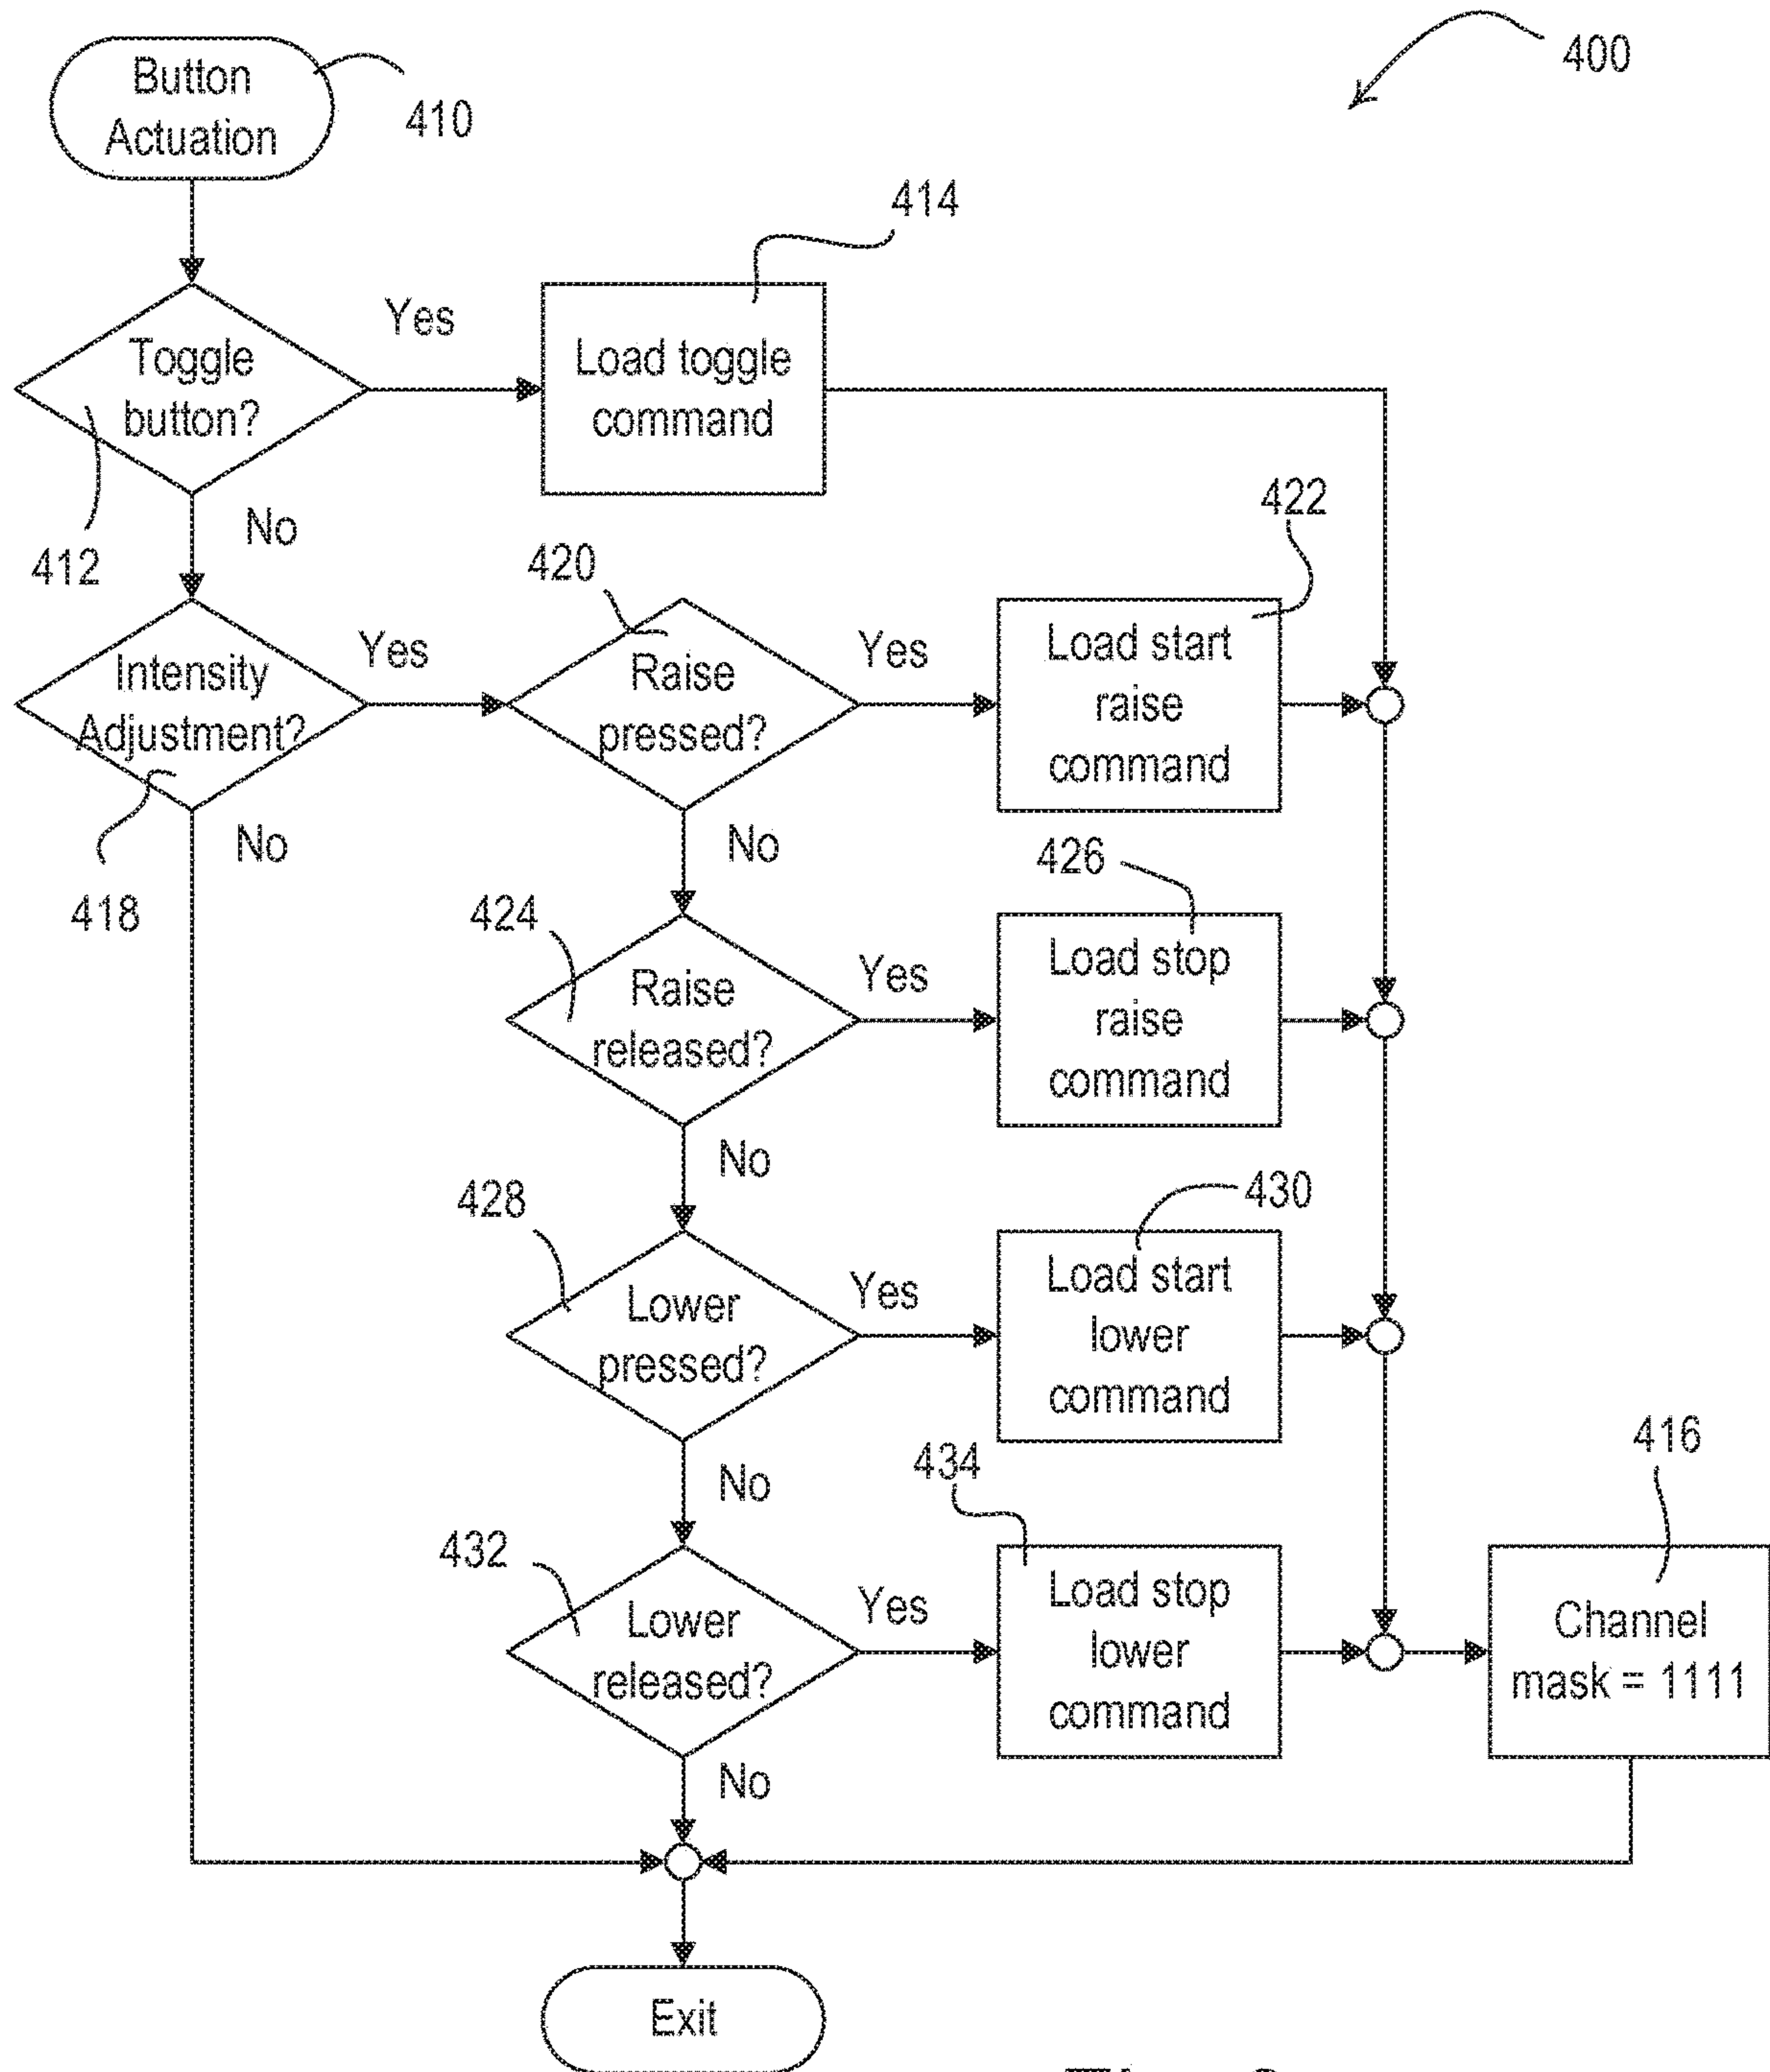 400
Button
Actuation
410
414
Toggle
button?
Yes
Load toggle
command
412
No
422
420
Intensity
Adjustment?
Yes
Raise
pressed?
Yes
Load start
raise
command
418
No
No
426
424
Raise
released?
Yes
Load stop
raise
command
No
430
428
Lower
pressed?
Yes
Load start
lower
command
No
434
416
432
Lower
released?
Yes
Load stop
lower
command
Channel
mask = 1111
No
Exit